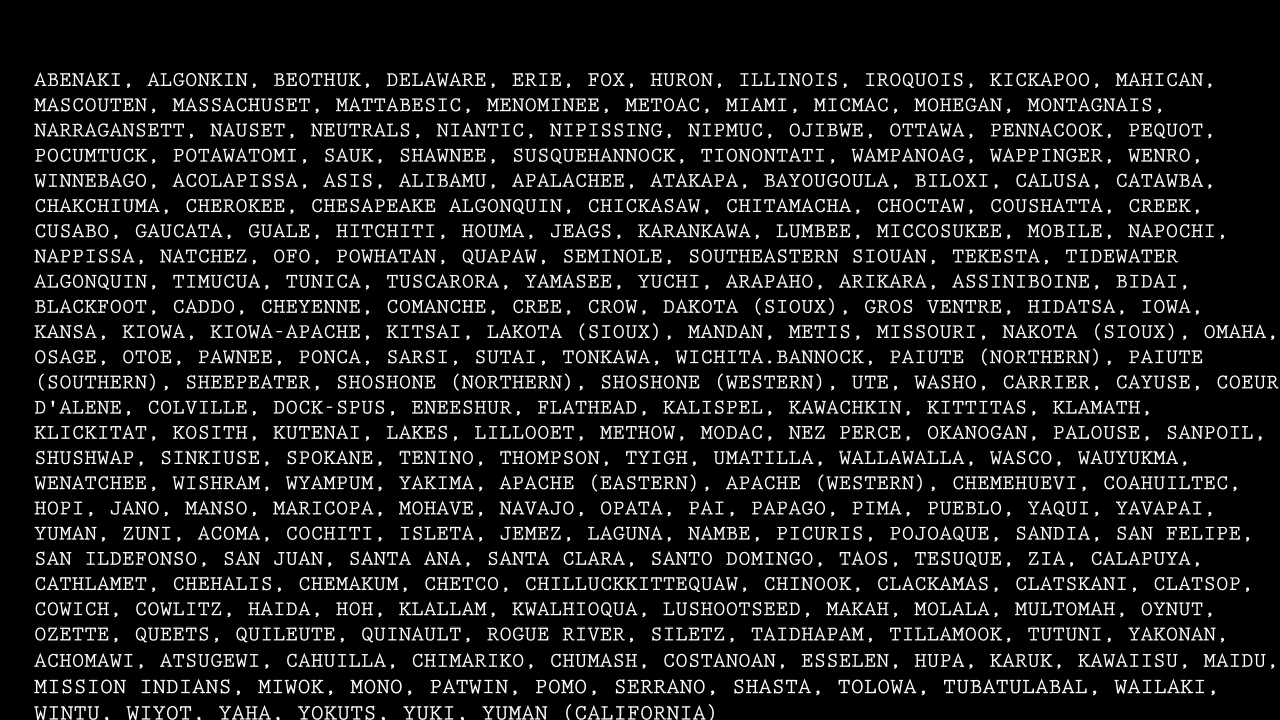 ABENAKI, ALGONKIN, BEOTHUK, DELAWARE, ERIE, FOX, HURON, ILLINOIS, IROQUOIS, KICKAPOO, MAHICAN,
MASCOUTEN, MASSACHUSET, MATTABESIC, MENOMINEE, METOAC, MIAMI, MICMAC, MOHEGAN, MONTAGNAIS,
NARRAGANSETT, NAUSET, NEUTRALS, NIANTIC, NIPISSING, NIPMUC, OJIBWE, OTTAWA, PENNACOOK, PEQUOT,
POCUMTUCK, POTAWATOMI, SAUK, SHAWNEE, SUSQUEHANNOCK, TIONONTATI, WAMPANOAG, WAPPINGER, WENRO,
WINNEBAGO, ACOLAPISSA, ASIS, ALIBAMU, APALACHEE, ATAKAPA, BAYOUGOULA, BILOXI, CALUSA, CATAWBA,
CHAKCHIUMA, CHEROKEE, CHESAPEAKE ALGONQUIN, CHICKASAW, CHITAMACHA, CHOCTAW, COUSHATTA, CREEK,
CUSABO, GAUCATA, GUALE, HITCHITI, HOUMA, JEAGS, KARANKAWA, LUMBEE, MICCOSUKEE, MOBILE, NAPOCHI,
NAPPISSA, NATCHEZ, OFO, POWHATAN, QUAPAW, SEMINOLE, SOUTHEASTERN SIOUAN, TEKESTA, TIDEWATER
ALGONQUIN, TIMUCUA, TUNICA, TUSCARORA, YAMASEE, YUCHI, ARAPAHO, ARIKARA, ASSINIBOINE, BIDAI,
BLACKFOOT, CADDO, CHEYENNE, COMANCHE, CREE, CROW, DAKOTA (SIOUX), GROS VENTRE, HIDATSA, IOWA,
KANSA, KIOWA, KIOWA-APACHE, KITSAI, LAKOTA (SIOUX), MANDAN, METIS, MISSOURI, NAKOTA (SIOUX), OMAHA,
OSAGE, OTOE, PAWNEE, PONCA, SARSI, SUTAI, TONKAWA, WICHITA.BANNOCK, PAIUTE (NORTHERN), PAIUTE
(SOUTHERN), SHEEPEATER, SHOSHONE (NORTHERN), SHOSHONE (WESTERN), UTE, WASHO, CARRIER, CAYUSE, COEUR
D'ALENE, COLVILLE, DOCK-SPUS, ENEESHUR, FLATHEAD, KALISPEL, KAWACHKIN, KITTITAS, KLAMATH,
KLICKITAT, KOSITH, KUTENAI, LAKES, LILLOOET, METHOW, MODAC, NEZ PERCE, OKANOGAN, PALOUSE, SANPOIL,
SHUSHWAP, SINKIUSE, SPOKANE, TENINO, THOMPSON, TYIGH, UMATILLA, WALLAWALLA, WASCO, WAUYUKMA,
WENATCHEE, WISHRAM, WYAMPUM, YAKIMA, APACHE (EASTERN), APACHE (WESTERN), CHEMEHUEVI, COAHUILTEC,
HOPI, JANO, MANSO, MARICOPA, MOHAVE, NAVAJO, OPATA, PAI, PAPAGO, PIMA, PUEBLO, YAQUI, YAVAPAI,
YUMAN, ZUNI, ACOMA, COCHITI, ISLETA, JEMEZ, LAGUNA, NAMBE, PICURIS, POJOAQUE, SANDIA, SAN FELIPE,
SAN ILDEFONSO, SAN JUAN, SANTA ANA, SANTA CLARA, SANTO DOMINGO, TAOS, TESUQUE, ZIA, CALAPUYA,
CATHLAMET, CHEHALIS, CHEMAKUM, CHETCO, CHILLUCKKITTEQUAW, CHINOOK, CLACKAMAS, CLATSKANI, CLATSOP,
COWICH, COWLITZ, HAIDA, HOH, KLALLAM, KWALHIOQUA, LUSHOOTSEED, MAKAH, MOLALA, MULTOMAH, OYNUT,
OZETTE, QUEETS, QUILEUTE, QUINAULT, ROGUE RIVER, SILETZ, TAIDHAPAM, TILLAMOOK, TUTUNI, YAKONAN,
ACHOMAWI, ATSUGEWI, CAHUILLA, CHIMARIKO, CHUMASH, COSTANOAN, ESSELEN, HUPA, KARUK, KAWAIISU, MAIDU,
MISSION INDIANS, MIWOK, MONO, PATWIN, POMO, SERRANO, SHASTA, TOLOWA, TUBATULABAL, WAILAKI,
WINTU, WIYOT, YAHA, YOKUTS, YUKI, YUMAN (CALIFORNIA)